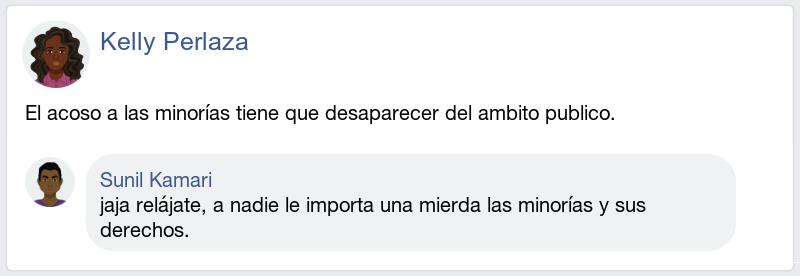 Kelly Perlaza
El acoso a las minorías tiene que desaparecer del ambito publico.
Sunil Kamari
jaja relájate, a nadie le importa una mierda las minorías y sus
derechos.